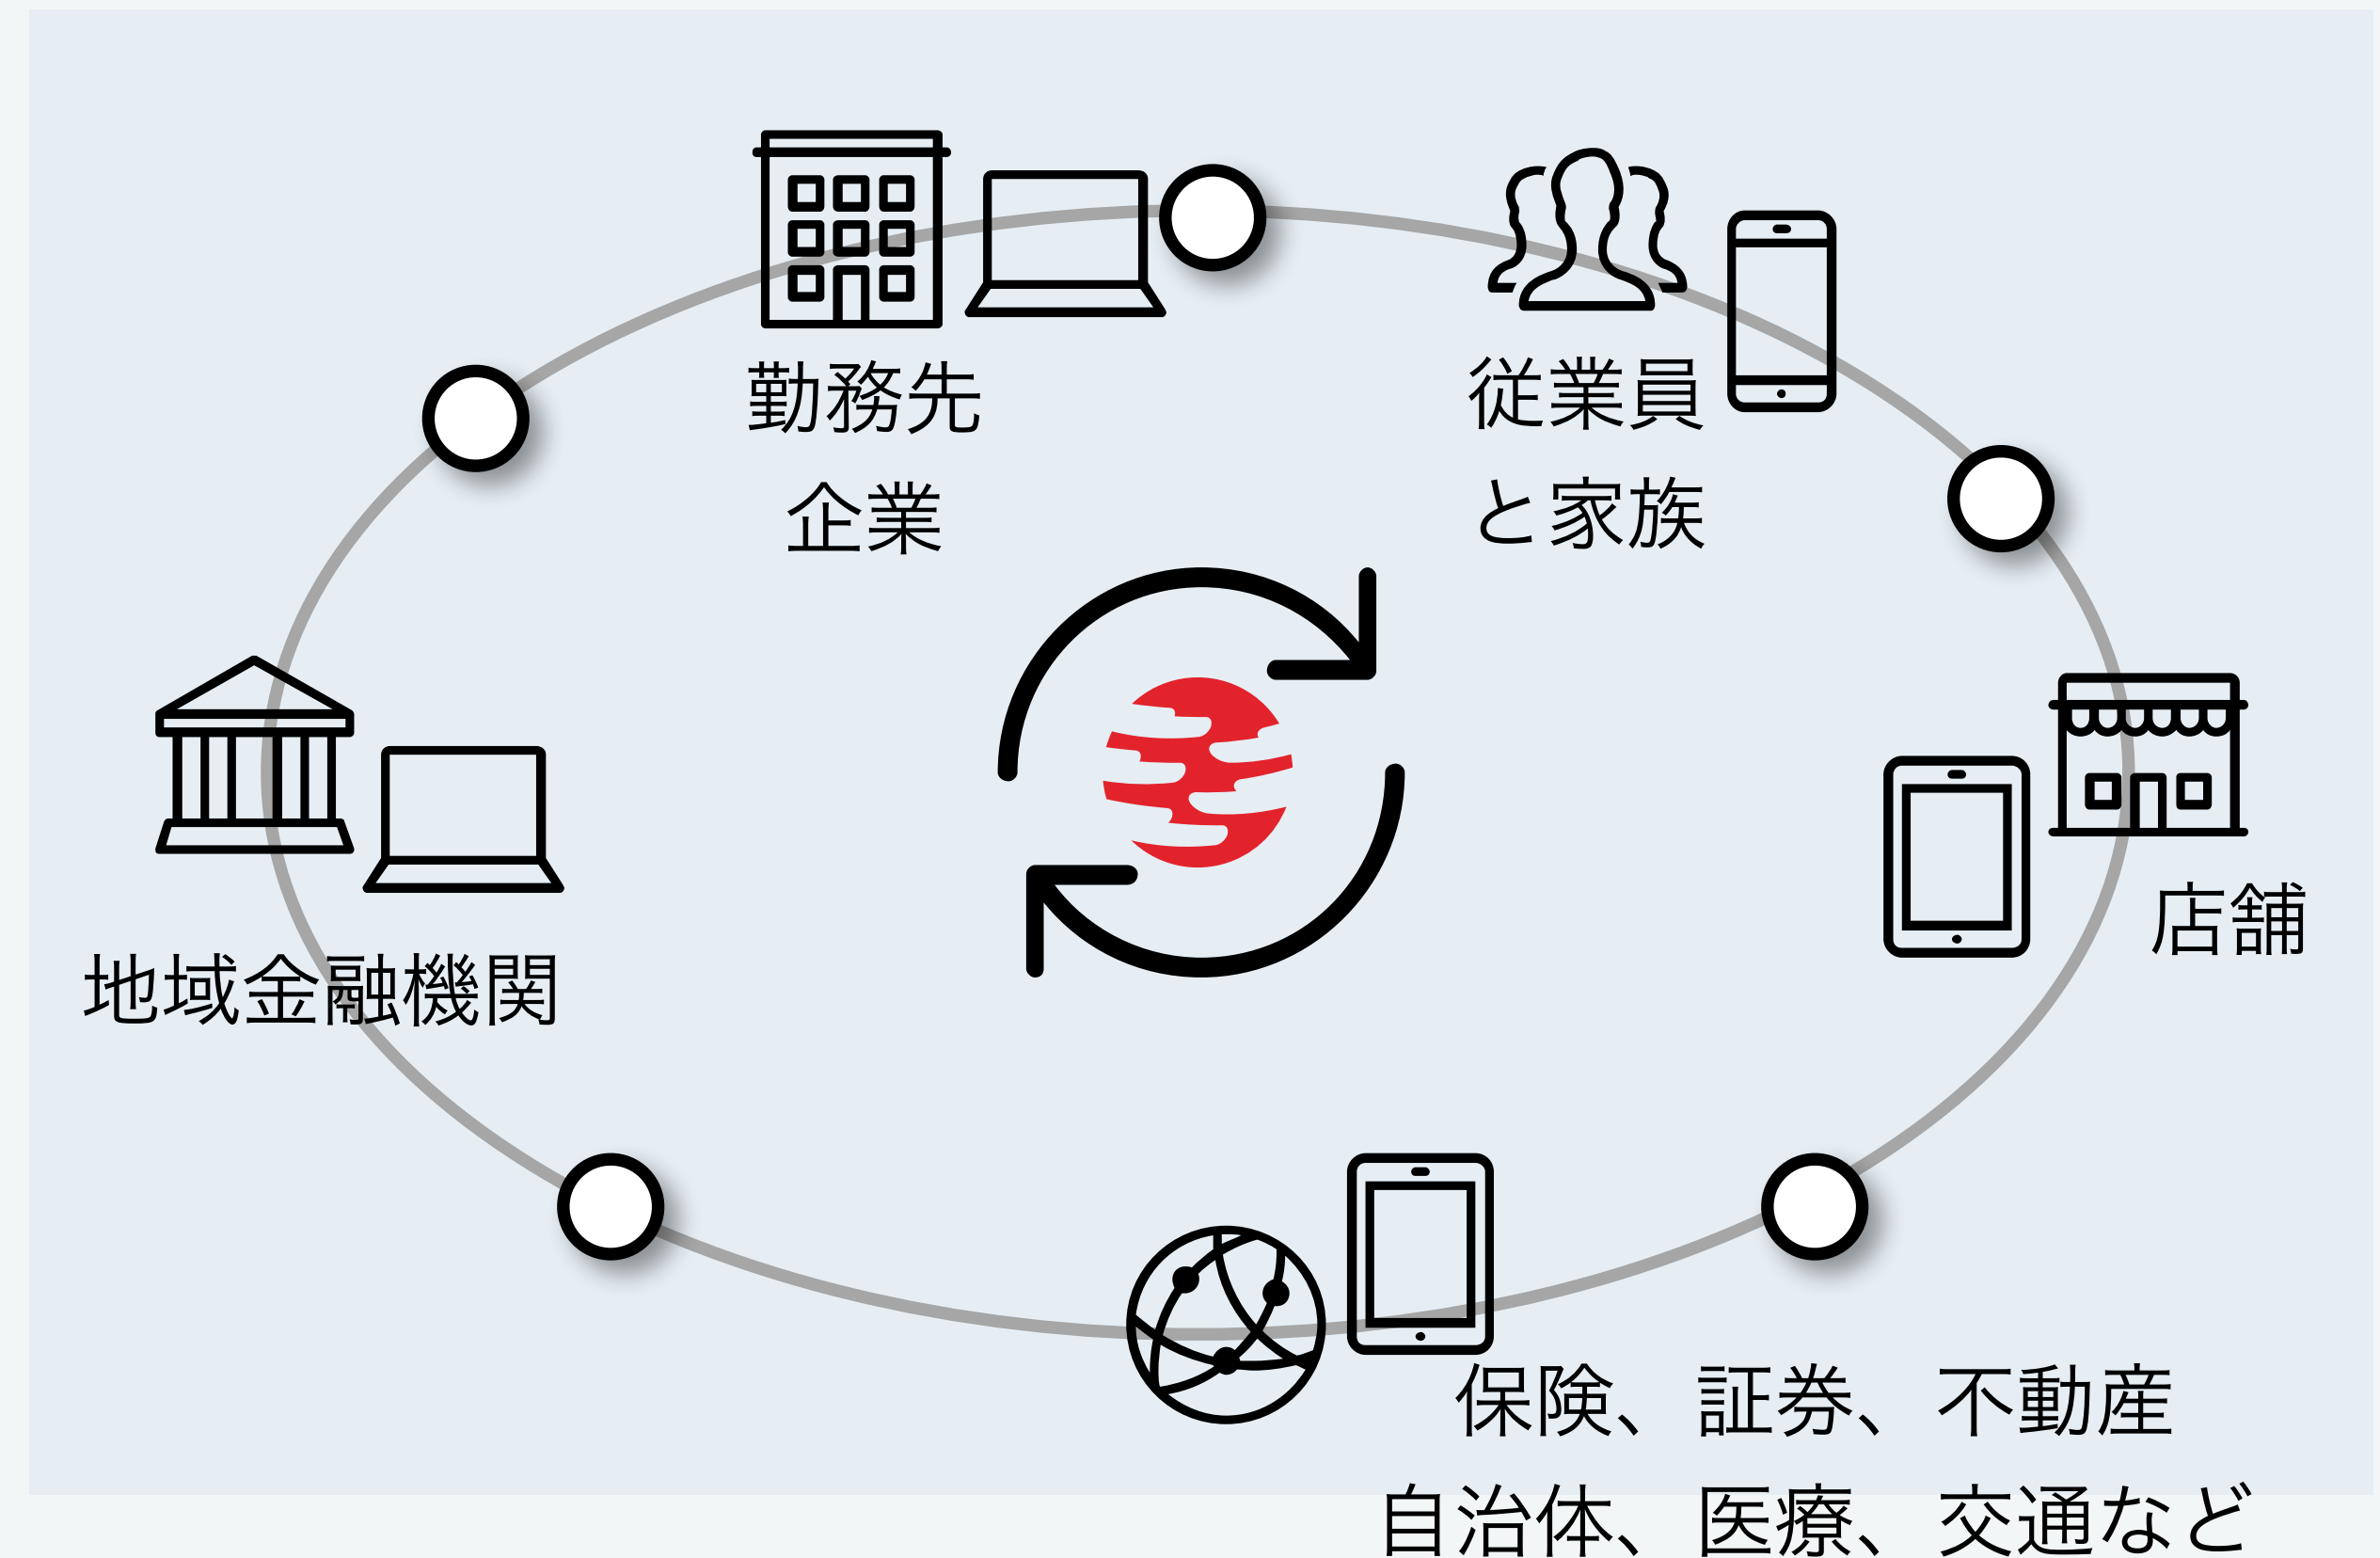 勤務先
企業
従業員
と家族
地域金融機関
店舗
保険、証券、不動産
自治体、医療、交通など